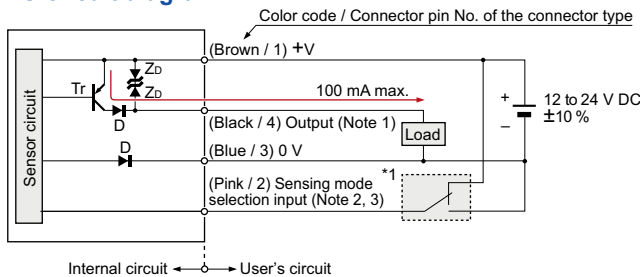 Color code / Connector pin No. of the connector type
(Brown / 1) +V
Tr
ZD
ZD
100 mA max.
+
12 to 24 V DC
±10 %
–
D
(Black / 4) Output (Note 1)
Load
Sensor circuit
D
(Blue / 3) 0 V
*1
(Pink / 2) Sensing mode
selection input (Note 2, 3)
Internal circuit
User's circuit